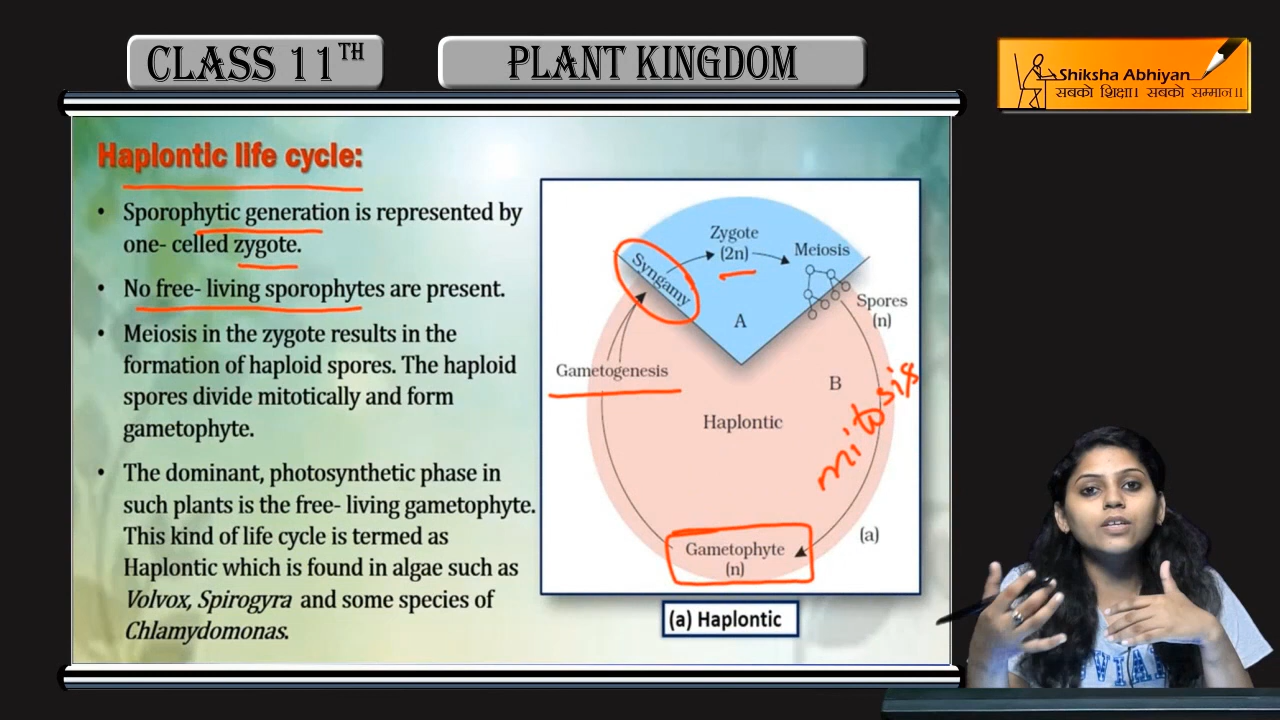 CLASS 11TH
PLANT KINGDOM
Shiksha Abhiyan
सबको शिक्षा। सबको सम्मान।।
Haplontic life cycle:
• Sporophytic generation is represented by
one- celled zygote.
• No free- living sporophytes are present.
• Meiosis in the zygote results in the
formation of haploid spores. The haploid
spores divide mitotically and form
gametophyte.
• The dominant, photosynthetic phase in
such plants is the free- living gametophyte.
This kind of life cycle is termed as
Haplontic which is found in algae such as
Volvox, Spirogyra and some species of
Chlamydomonas.
Zygote
(2n)
Meiosis
Syngamy
Spores
(n)
A
Gametogenesis
B
Haplontic
mitosis
Gametophyte
(n)
(a)
(a) Haplontic